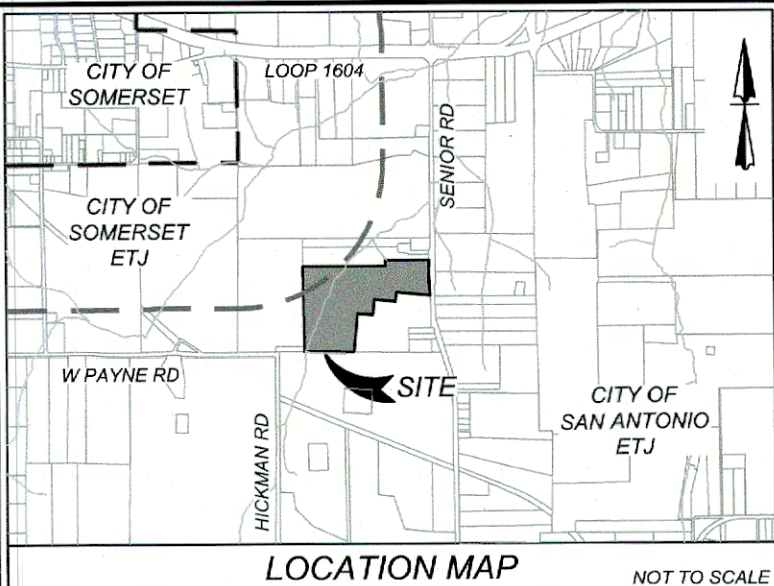 CITY OF
SOMERSET
LOOP 1604
SENIOR RD
CITY OF
SOMERSET
ETJ
W PAYNE RD
SITE
HICKMAN RD
CITY OF
SAN ANTONIO
ETJ
LOCATION MAP
NOT TO SCALE